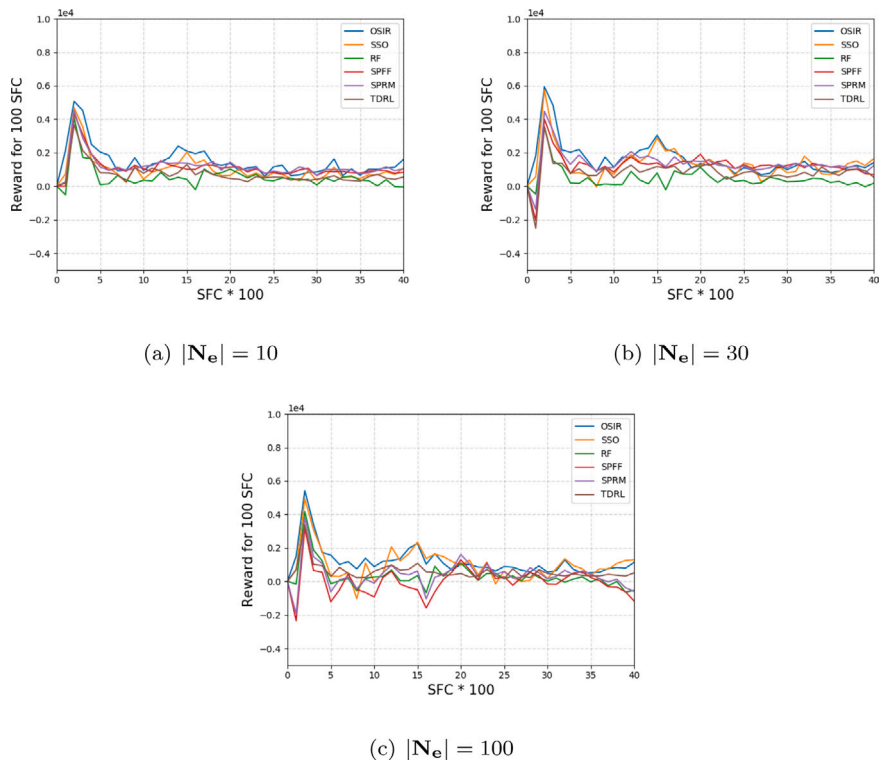 1e4
1.0
0.8
0.6
0.4
0.2
0.0
−0.2
−0.4
Reward for 100 SFC
OSIR
SSO
RF
SPFF
SPRM
TDRL
0 5 10 15 20 25 30 35 40
SFC * 100
(a) |Ne| = 10
1e4
1.0
0.8
0.6
0.4
0.2
0.0
−0.2
−0.4
Reward for 100 SFC
OSIR
SSO
RF
SPFF
SPRM
TDRL
0 5 10 15 20 25 30 35 40
SFC * 100
(b) |Ne| = 30
1e4
1.0
0.8
0.6
0.4
0.2
0.0
−0.2
−0.4
Reward for 100 SFC
OSIR
SSO
RF
SPFF
SPRM
TDRL
0 5 10 15 20 25 30 35 40
SFC * 100
(c) |Ne| = 100